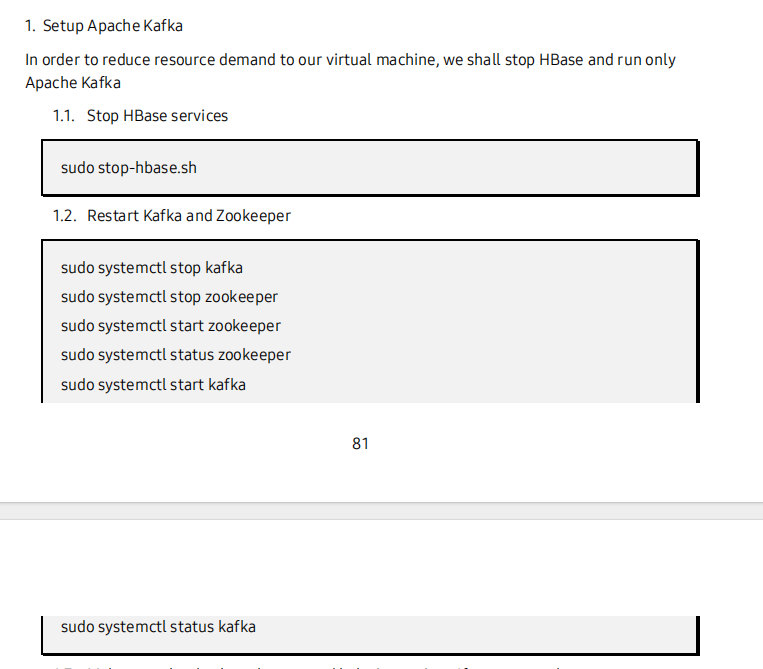 1. Setup Apache Kafka
In order to reduce resource demand to our virtual machine, we shall stop HBase and run only
Apache Kafka
1.1. Stop HBase services
sudo stop-hbase.sh
1.2. Restart Kafka and Zookeeper
sudo systemctl stop kafka
sudo systemctl stop zookeeper
sudo systemctl start zookeeper
sudo systemctl status zookeeper
sudo systemctl start kafka
81
sudo systemctl status kafka